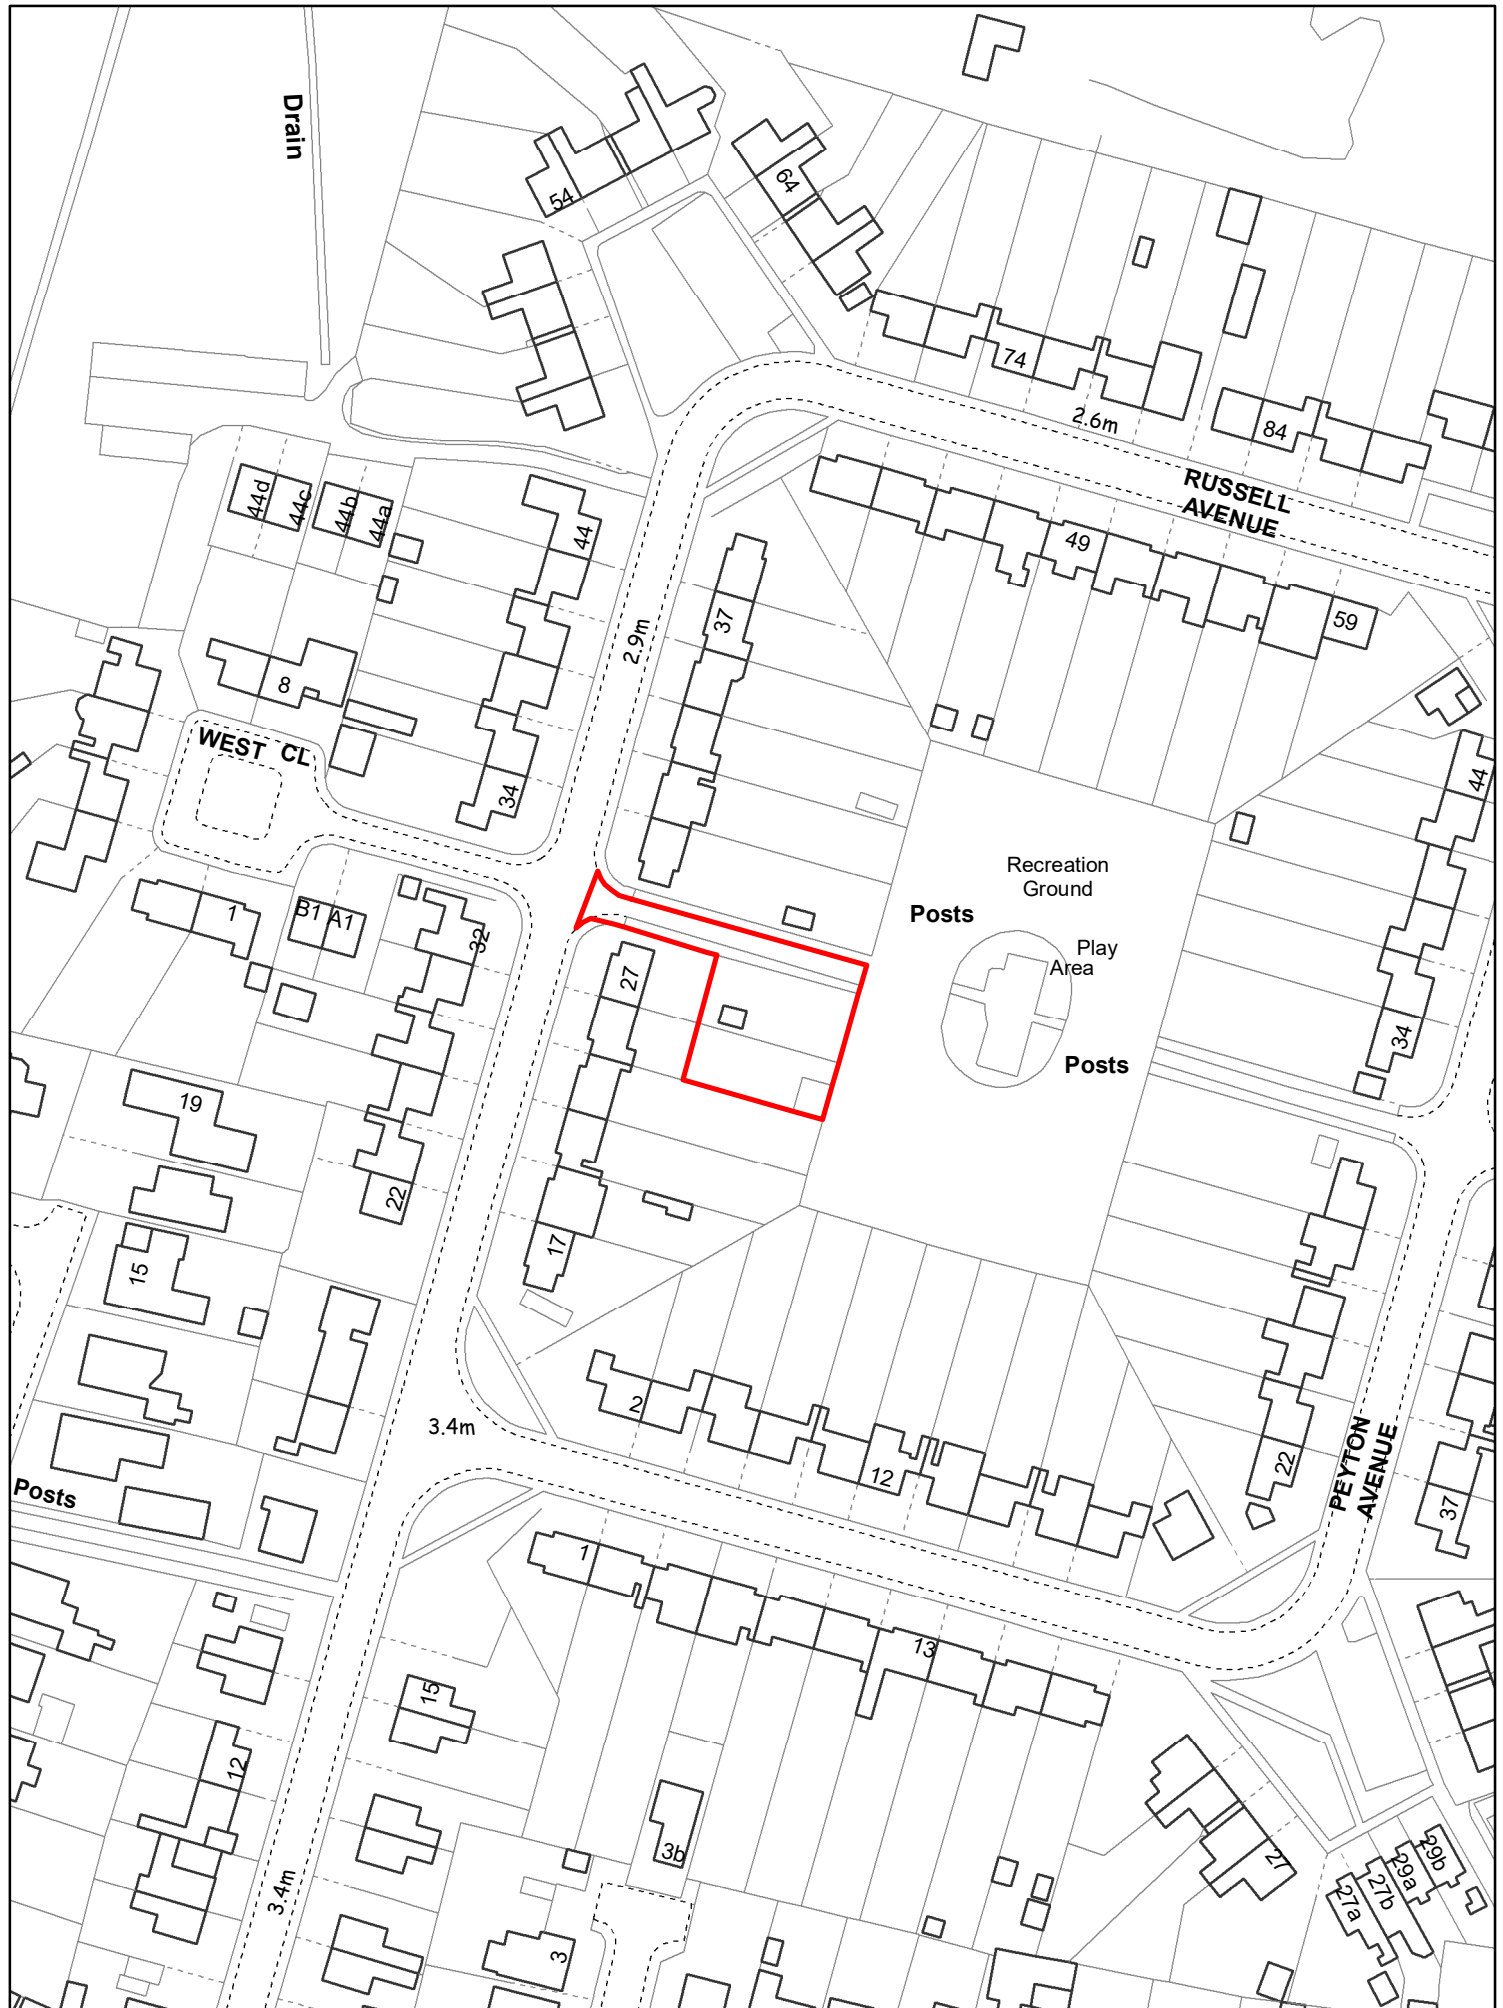 Drain
54
64
74
2.6m
84
RUSSELL
AVENUE
44d
44c
44b
44a
44
49
59
37
2.9m
8
WEST CL
34
44
Recreation
Ground
Posts
Play
Area
1
B1
A1
32
27
34
Posts
19
22
17
15
2
3.4m
12
22
PEYTON
AVENUE
37
Posts
1
13
15
12
3b
27
29b
29a
27b
27a
3.4m
3